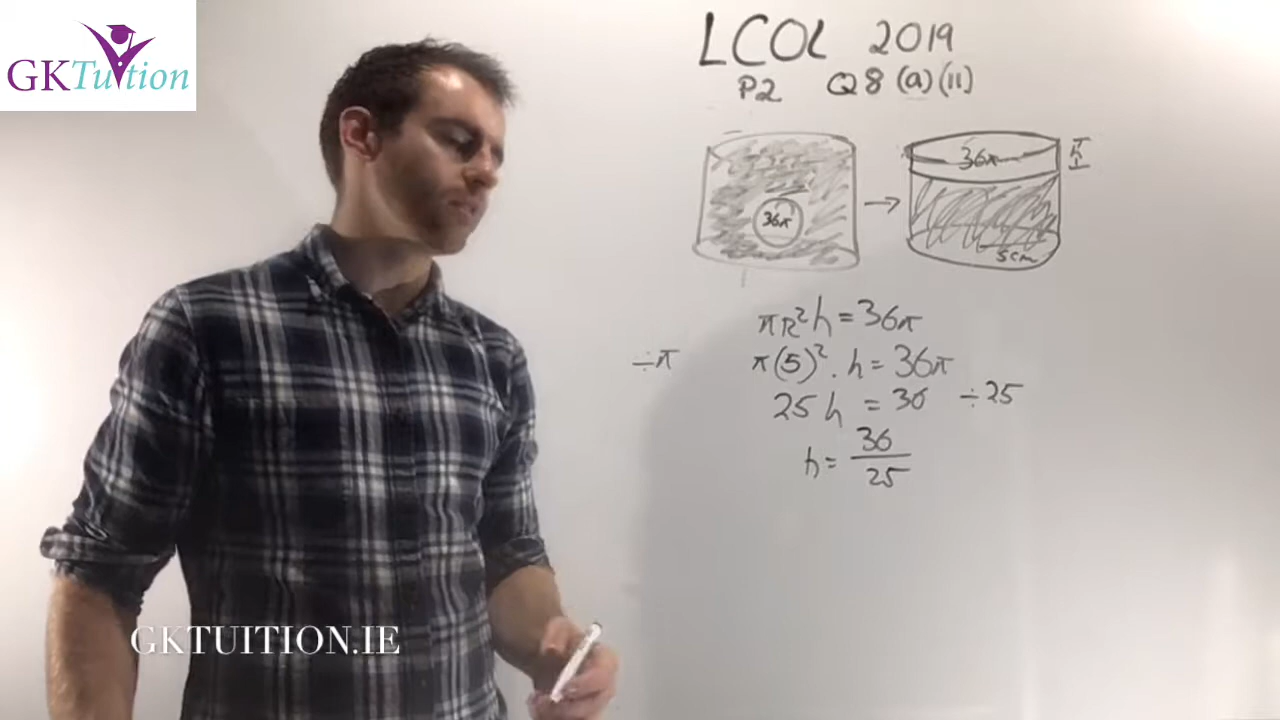 GKTuition
LCOL 2019
P2 Q8 (a) (ii)
36π
36π
h
5cm
πr²h = 36π
÷π π(5)². h = 36π
25h = 36 ÷25
h = 36
25
GKTUITION.IE